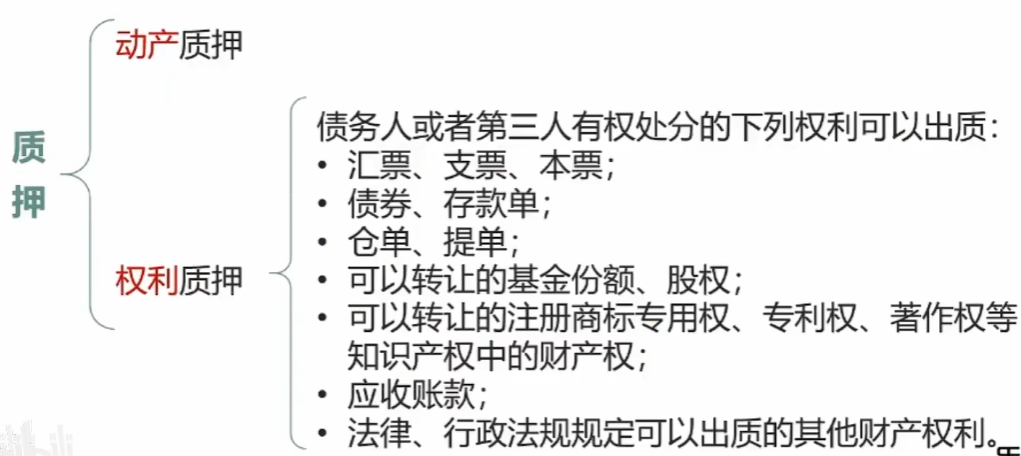 动产质押
质押
债务人或者第三人有权处分的下列权利可以出质：
• 汇票、支票、本票；
• 债券、存款单；
• 仓单、提单；
权利质押
• 可以转让的基金份额、股权；
• 可以转让的注册商标专用权、专利权、著作权等
知识产权中的财产权；
• 应收账款；
• 法律、行政法规规定可以出质的其他财产权利。